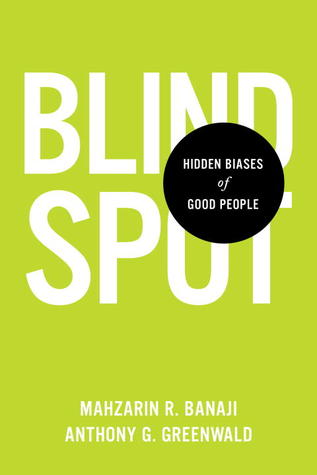 BLIND
SPOT
HIDDEN BIASES
of
GOOD PEOPLE
MAHZARIN R. BANAJI
ANTHONY G. GREENWALD